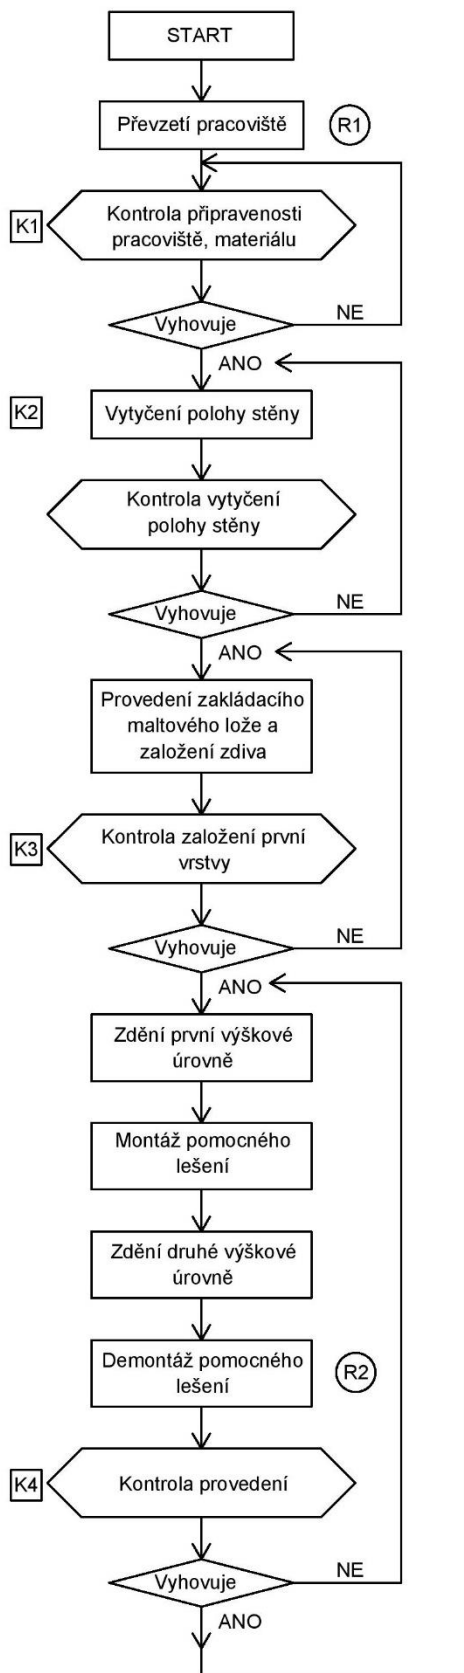 START
Převzetí pracoviště
R1
K1
Kontrola připravenosti
pracoviště, materiálu
Vyhovuje
NE
ANO
K2
Vytyčení polohy stěny
Kontrola vytyčení
polohy stěny
Vyhovuje
NE
ANO
Provedení zakládacího
maltového lože a
založení zdiva
K3
Kontrola založení první
vrstvy
Vyhovuje
NE
ANO
Zdění první výškové
úrovně
Montáž pomocného
lešení
Zdění druhé výškové
úrovně
Demontáž pomocného
lešení
R2
K4
Kontrola provedení
Vyhovuje
NE
ANO